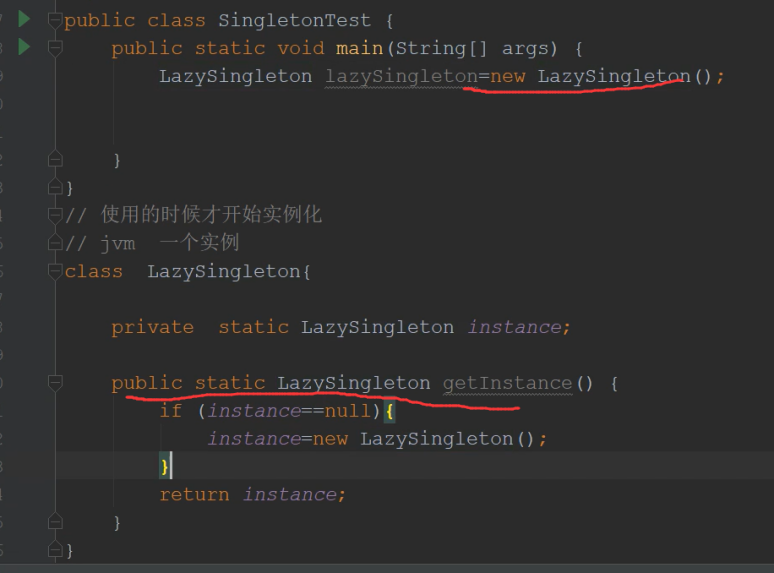 public class SingletonTest {
public static void main(String[] args) {
LazySingleton lazySingleton=new LazySingleton();
}
}
// 使用的时候才开始实例化
// jvm 一个实例
class LazySingleton{
private static LazySingleton instance;
public static LazySingleton getInstance() {
if (instance==null){
instance=new LazySingleton();
}
return instance;
}
}